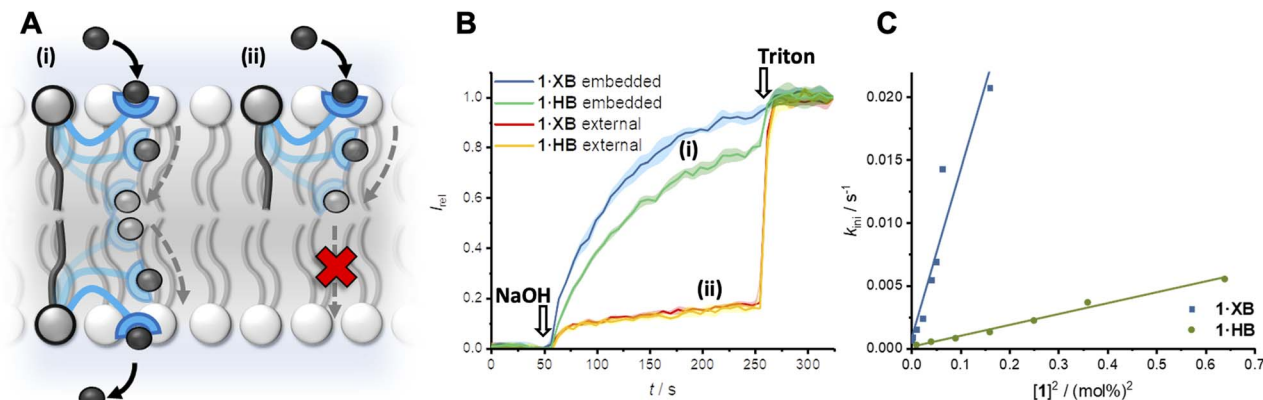 A
(i)
(ii)
B
Triton
1·XB embedded
1·HB embedded
1·XB external
1·HB external
(i)
(ii)
NaOH
I rel
1.0
0.8
0.6
0.4
0.2
0.0
0
50
100
150
200
250
300
t / s
C
k ini / s⁻¹
0.020
0.015
0.010
0.005
0.000
1·XB
1·HB
0.0
0.1
0.2
0.3
0.4
0.5
0.6
0.7
[1]² / (mol%)²